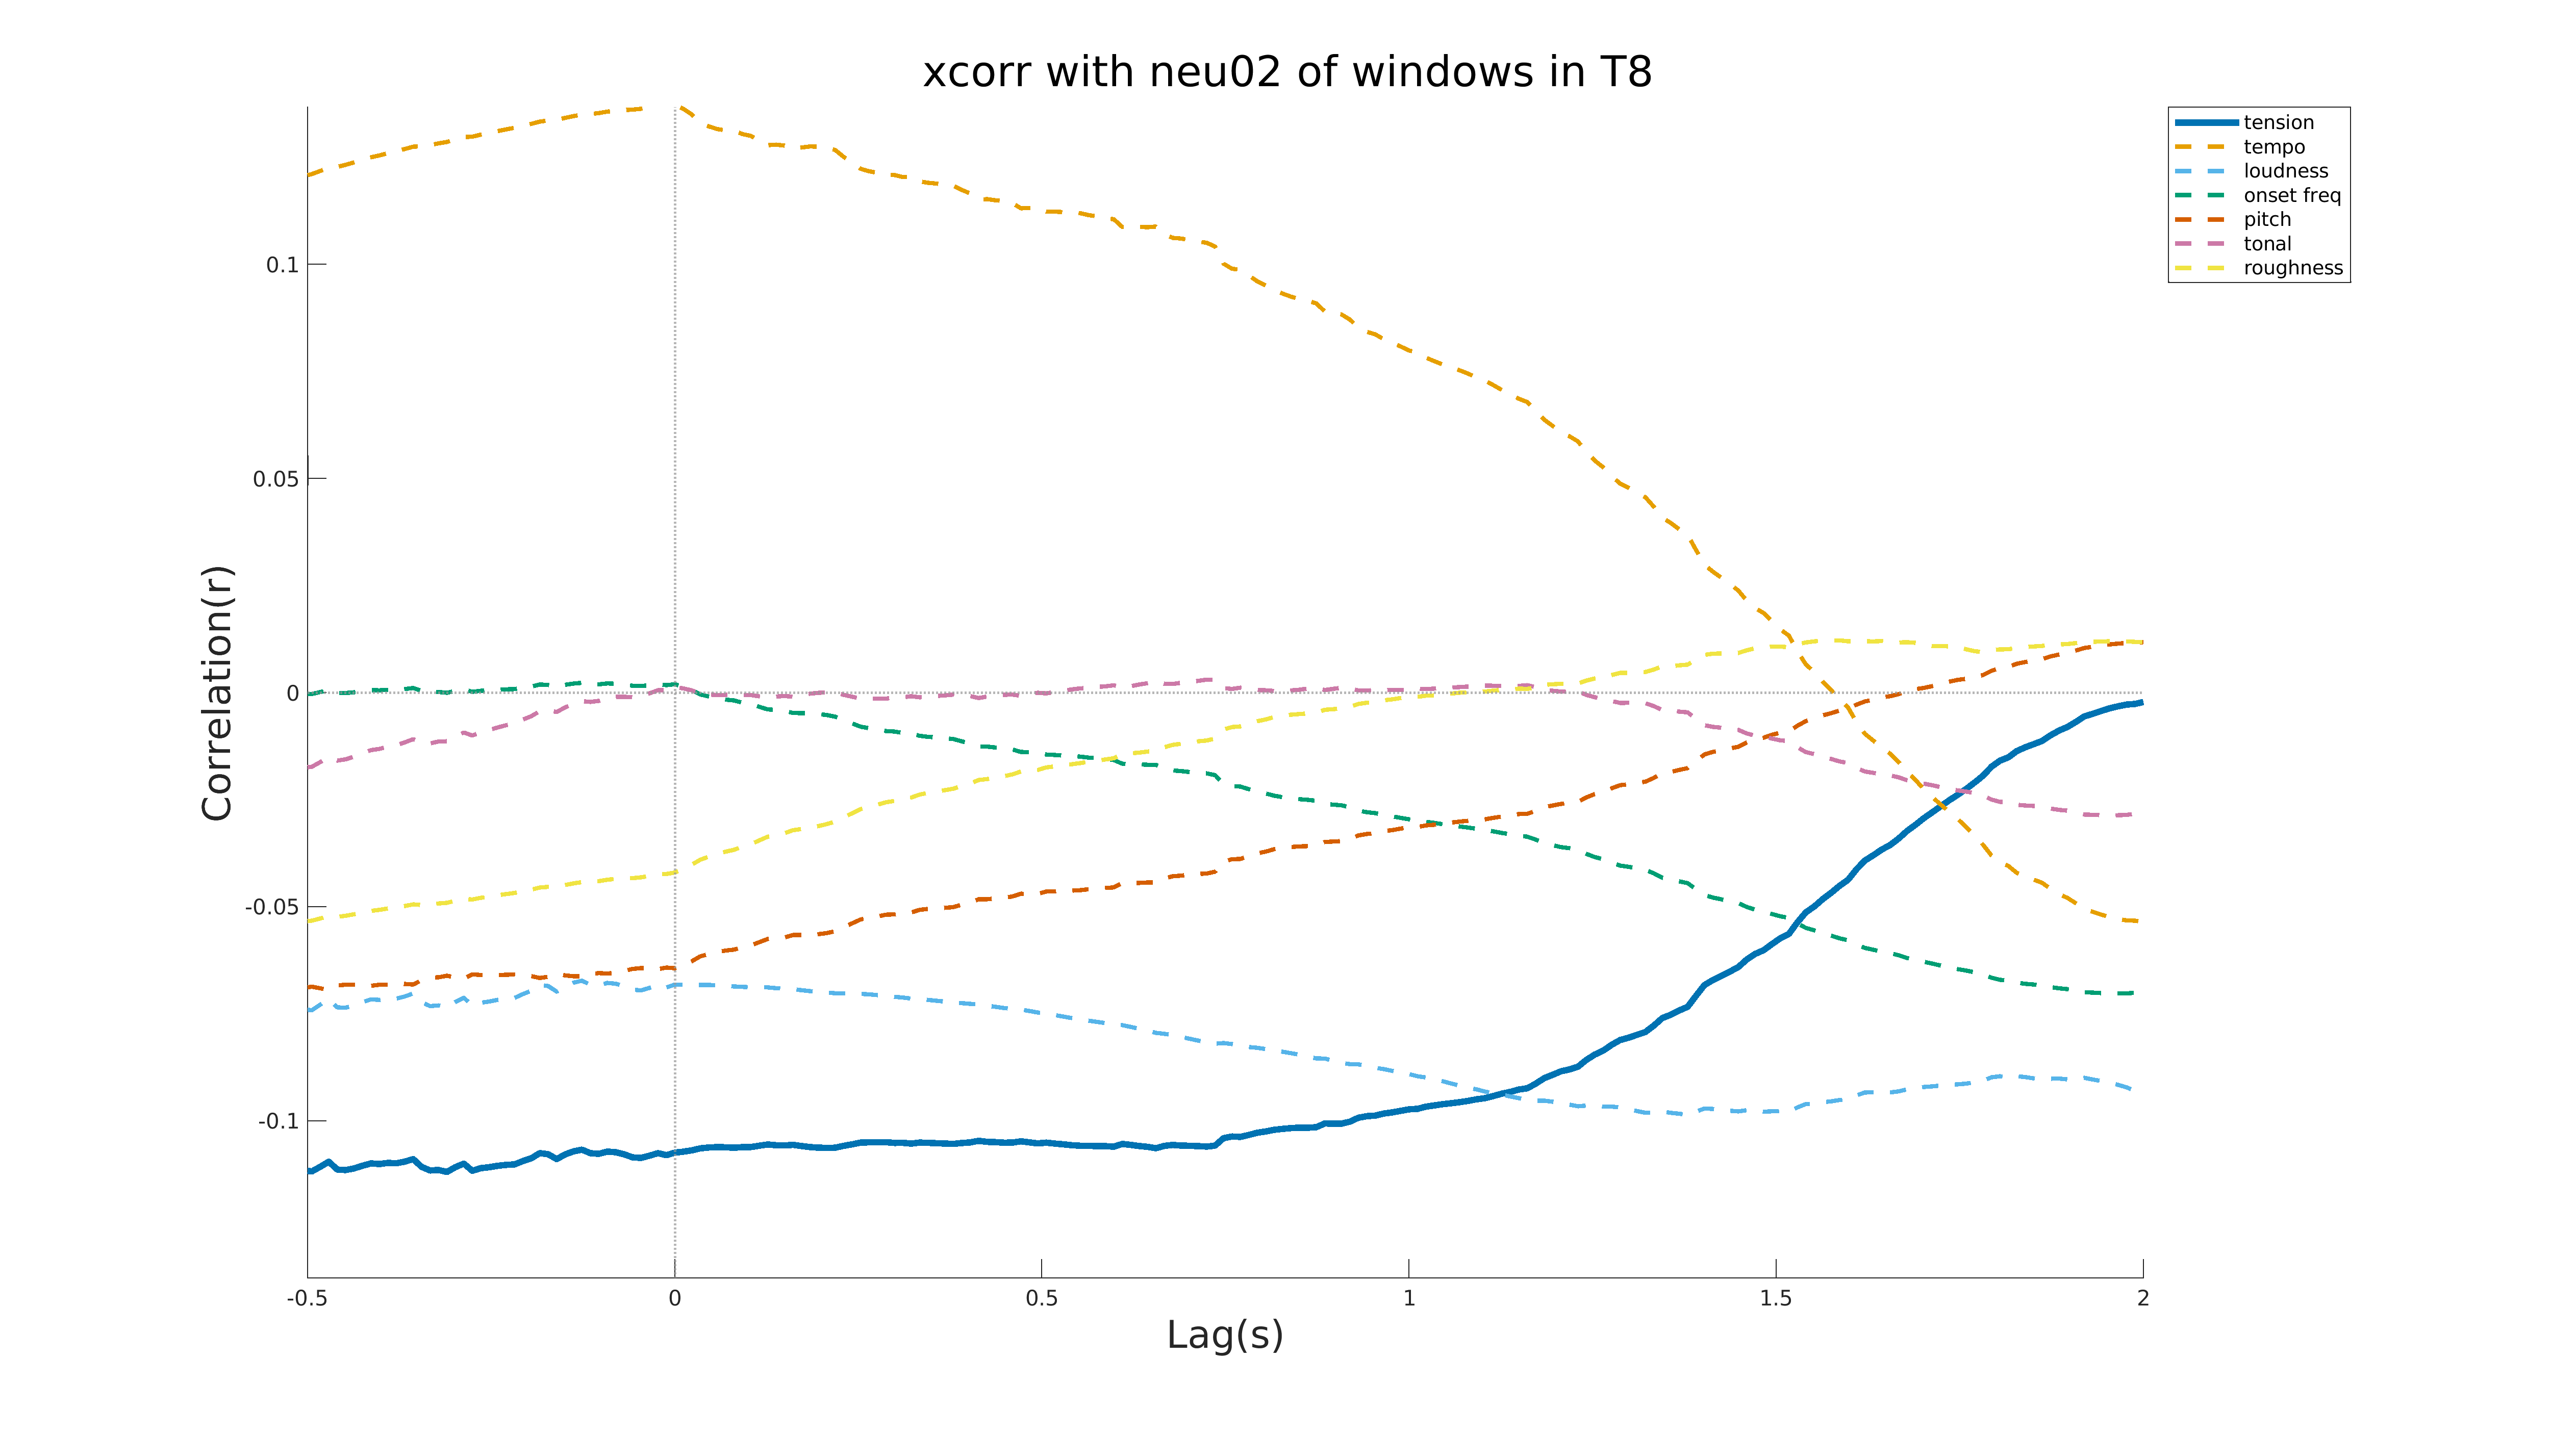 xcorr with neu02 of windows in T8
tension
tempo
loudness
onset freq
pitch
tonal
roughness
0.1
0.05
0
-0.05
-0.1
Correlation(r)
-0.5
0
0.5
1
1.5
2
Lag(s)